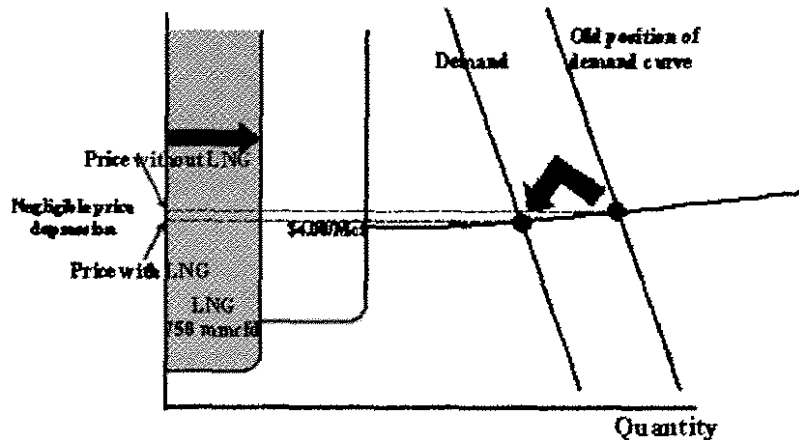 Old position of
demand curve
Demand
Price without LNG
Negligible price
depression
$4.00/Mcf
Price with LNG
LNG
758 mmcfd
Quantity